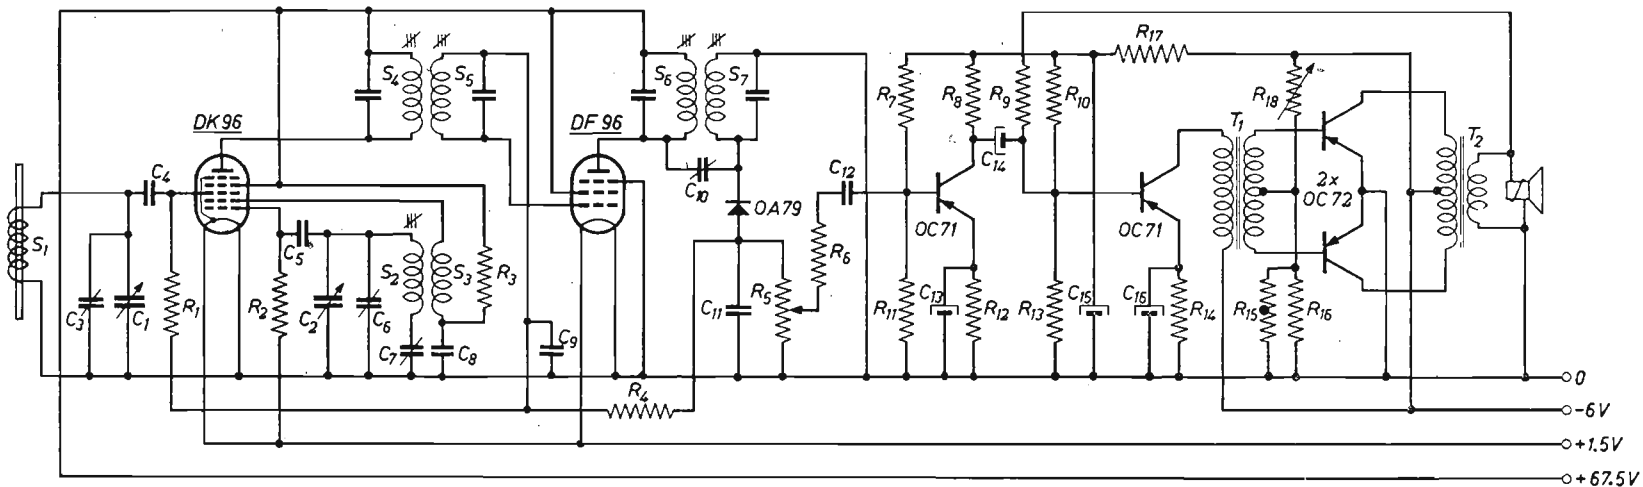 S1
C3
C1
C4
R1
DK96
R2
C5
C2
C6
S4
S5
S2
S3
R3
C7
C8
C9
DF96
R4
S6
S7
C10
OA79
C11
R5
R6
C12
R7
R11
OC71
C13
R8
R12
C14
R9
R10
R13
C15
R17
OC71
C16
R14
T1
R18
R15
R16
2x
OC72
T2
0
-6V
+1.5V
+67.5V